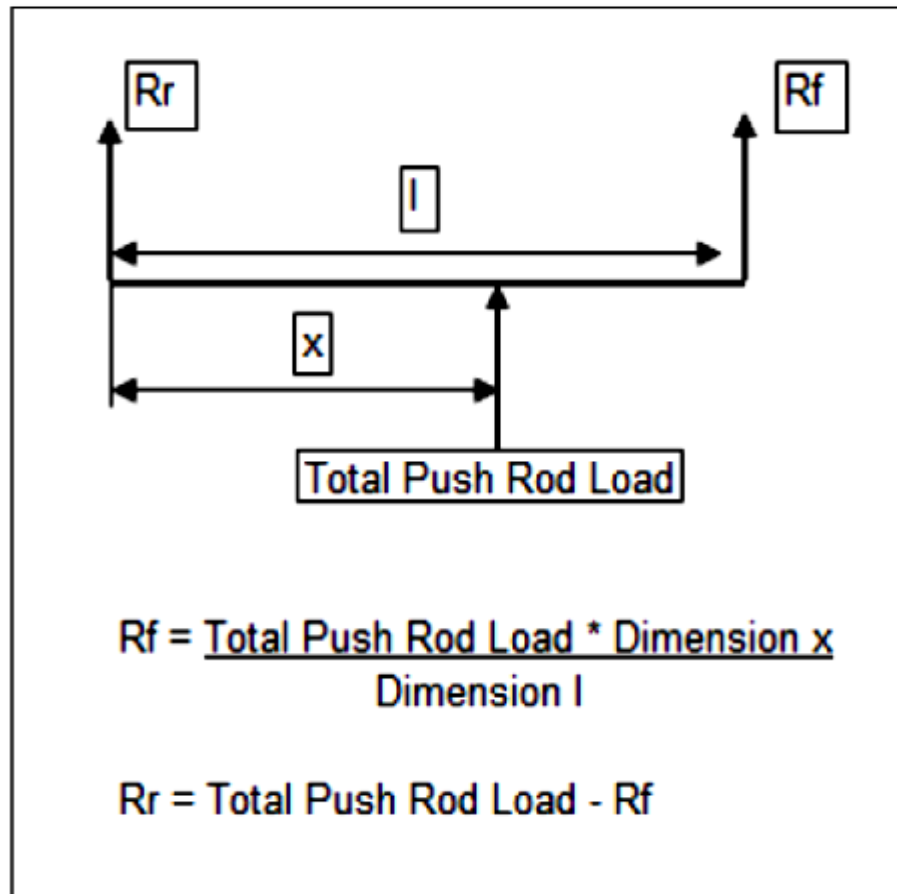 Rr
Rf
l
x
Total Push Rod Load
Rf = Total Push Rod Load * Dimension x
Dimension l
Rr = Total Push Rod Load - Rf